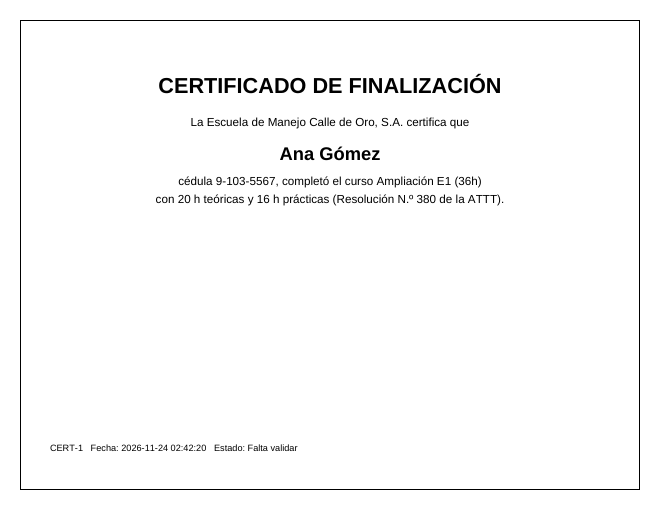 CERTIFICADO DE FINALIZACIÓN
La Escuela de Manejo Calle de Oro, S.A. certifica que
Ana Gómez
cédula 9-103-5567, completó el curso Ampliación E1 (36h)
con 20 h teóricas y 16 h prácticas (Resolución N.º 380 de la ATTT).
CERT-1 Fecha: 2026-11-24 02:42:20 Estado: Falta validar